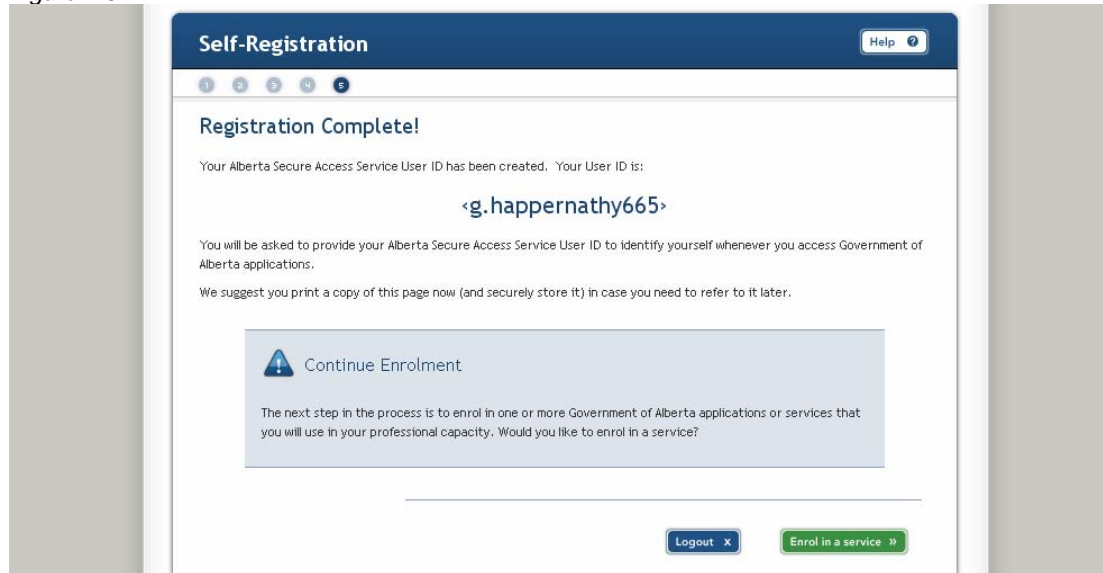 Self-Registration
Help ?
1 2 3 4 5
Registration Complete!
Your Alberta Secure Access Service User ID has been created. Your User ID is:
<g.happernathy665>
You will be asked to provide your Alberta Secure Access Service User ID to identify yourself whenever you access Government of
Alberta applications.
We suggest you print a copy of this page now (and securely store it) in case you need to refer to it later.
Continue Enrolment
The next step in the process is to enrol in one or more Government of Alberta applications or services that
you will use in your professional capacity. Would you like to enrol in a service?
Logout x
Enrol in a service »